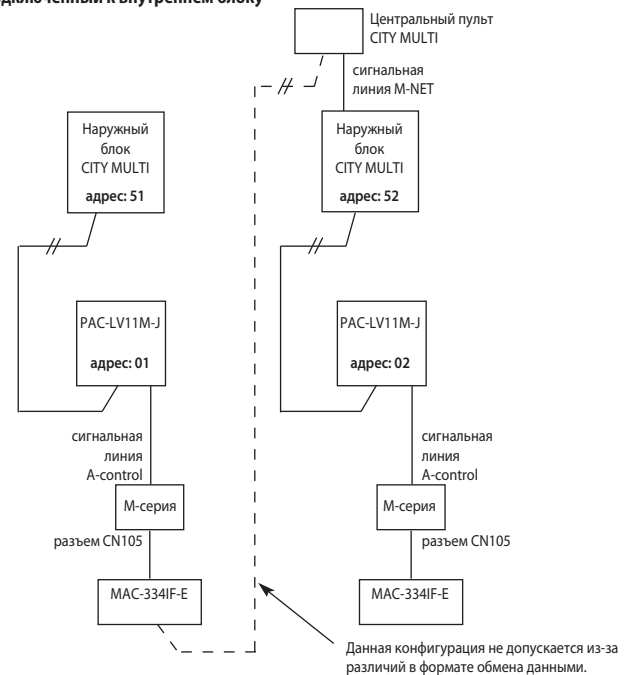 дключенный к внутреннем блоку
Центральный пульт
CITY MULTI
сигнальная
линия M-NET
Наружный
блок
CITY MULTI
адрес: 51
Наружный
блок
CITY MULTI
адрес: 52
PAC-LV11M-J
адрес: 01
PAC-LV11M-J
адрес: 02
сигнальная
линия
A-control
сигнальная
линия
A-control
М-серия
М-серия
разъем CN105
разъем CN105
MAC-334IF-E
MAC-334IF-E
Данная конфигурация не допускается из-за
различий в формате обмена данными.